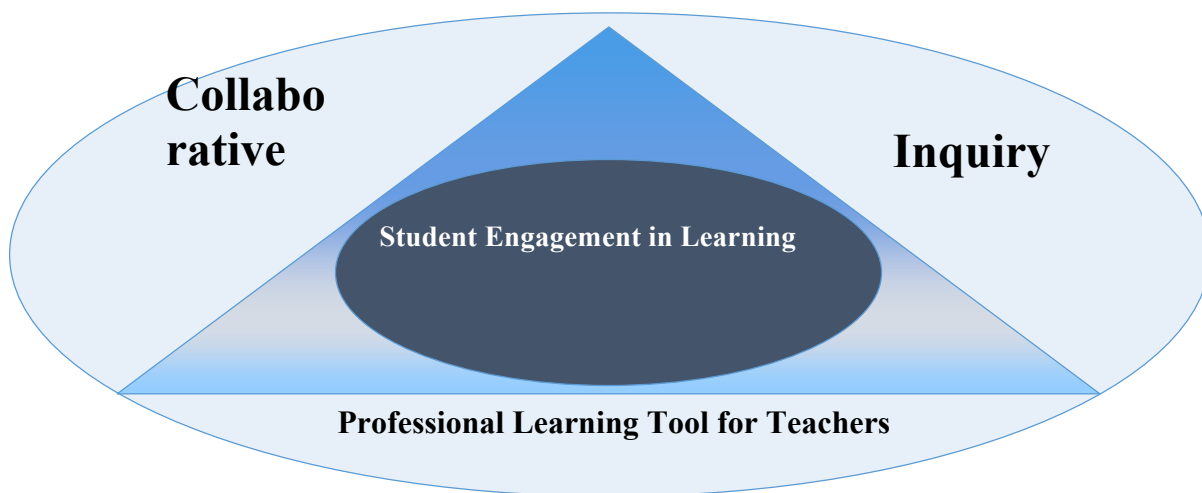 Collabo
rative
Inquiry
Student Engagement in Learning
Professional Learning Tool for Teachers